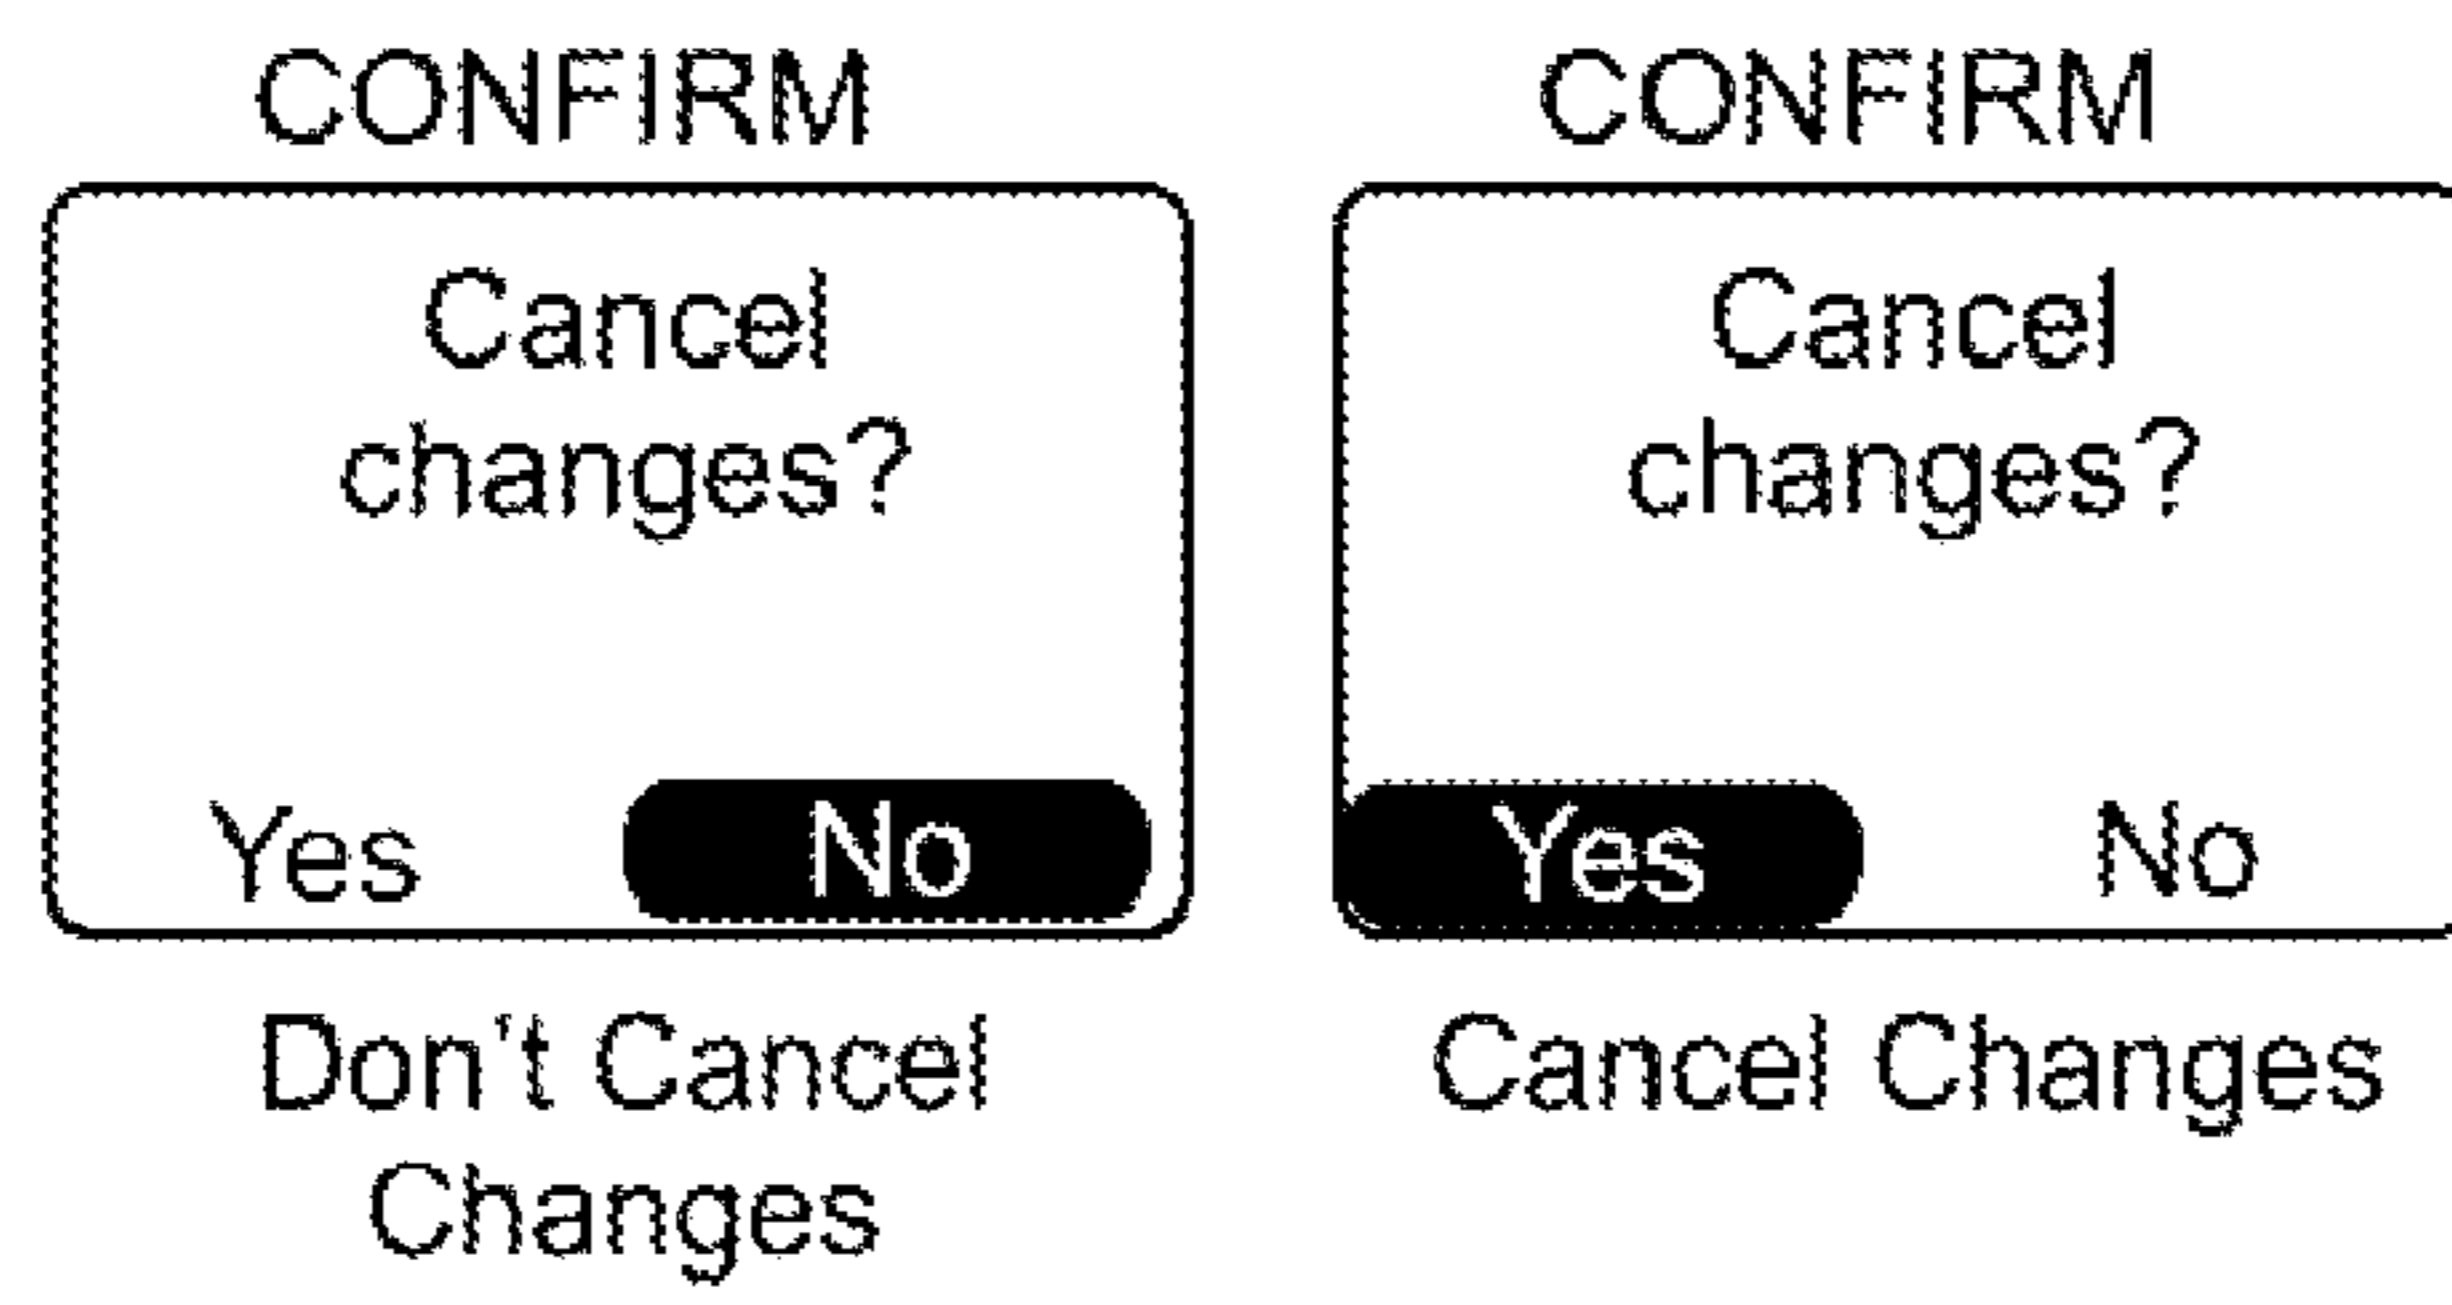 CONFIRM
Cancel
changes?
Yes No
Don't Cancel
Changes
CONFIRM
Cancel
changes?
Yes No
Cancel Changes